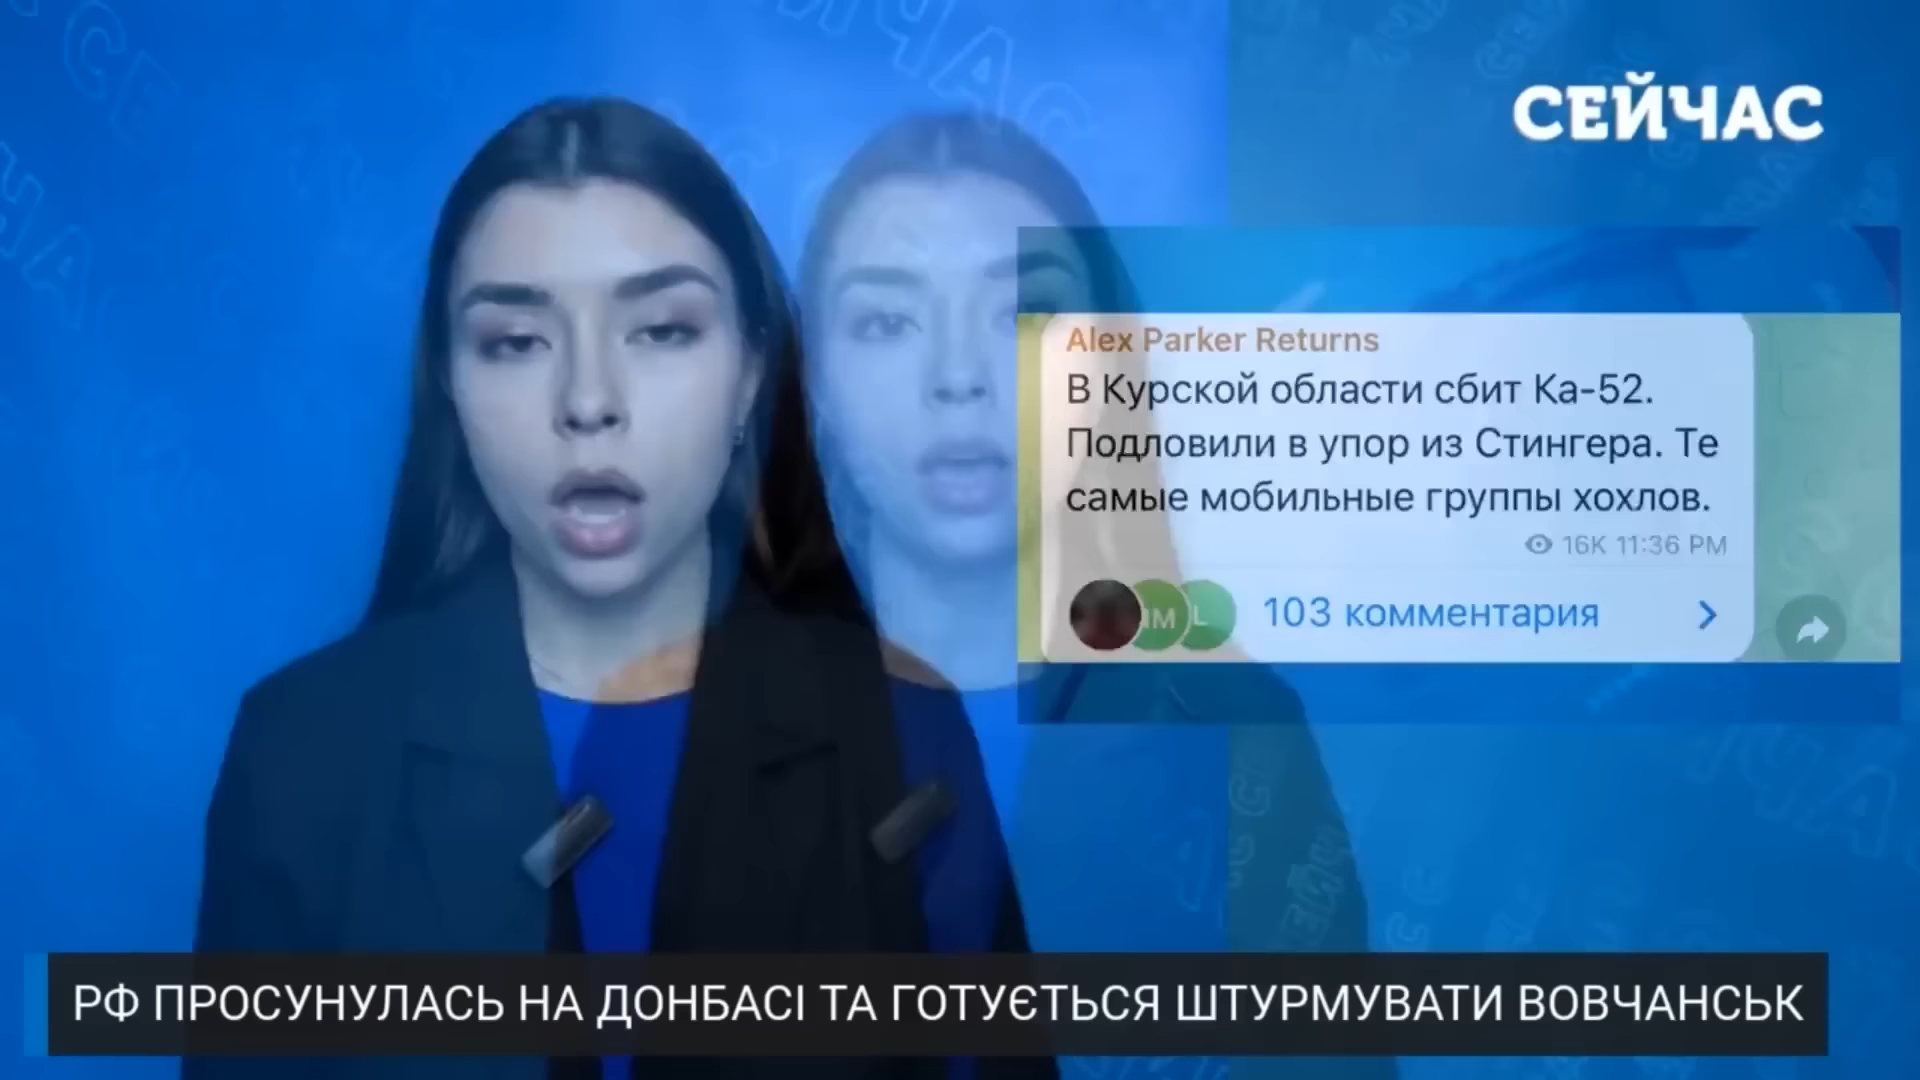 СЕЙЧАС
Alex Parker Returns
В Курской области сбит Ка-52.
Подловили в упор из Стингера. Те
самые мобильные группы хохлов.
16K 11:36 PM
IM L
103 комментария
РФ ПРОСУНУЛАСЬ НА ДОНБАСІ ТА ГОТУЄТЬСЯ ШТУРМУВАТИ ВОВЧАНСЬК